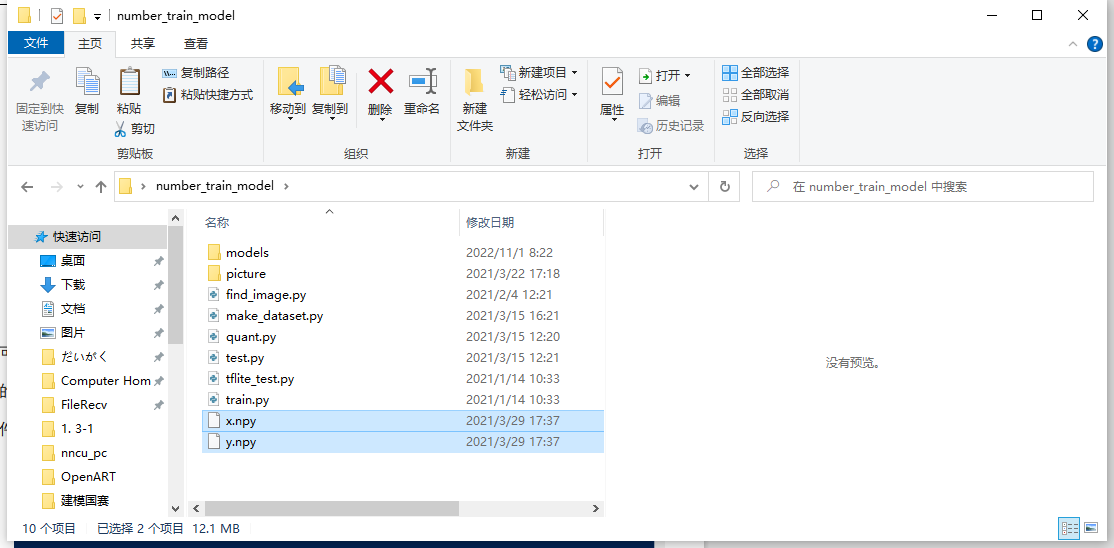 number_train_model
文件 主页 共享 查看
固定到快速访问
复制
粘贴
复制路径
粘贴快捷方式
剪切
剪贴板
移动到
复制到
删除
重命名
组织
新建文件夹
新建项目
轻松访问
新建
属性
打开
编辑
历史记录
打开
全部选择
全部取消
反向选择
选择
number_train_model
在 number_train_model 中搜索
快速访问
桌面
下载
文档
图片
だいがく
Computer Hom
FileRecv
1. 3-1
nncu_pc
OpenART
建模国赛
名称 修改日期
models 2022/11/1 8:22
picture 2021/3/22 17:18
find_image.py 2021/2/4 12:21
make_dataset.py 2021/3/15 16:21
quant.py 2021/3/15 12:20
test.py 2021/3/15 12:21
tflite_test.py 2021/1/14 10:33
train.py 2021/1/14 10:33
x.npy 2021/3/29 17:37
y.npy 2021/3/29 17:37
没有预览。
10 个项目 已选择 2 个项目 12.1 MB